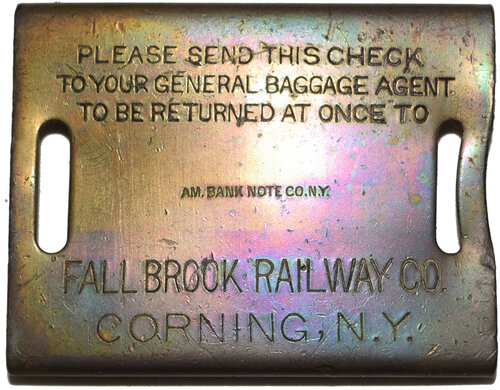 PLEASE SEND THIS CHECK
TO YOUR GENERAL BAGGAGE AGENT
TO BE RETURNED AT ONCE TO
AM. BANK NOTE CO. N.Y.
FALL BROOK RAILWAY CO.
CORNING, N.Y.